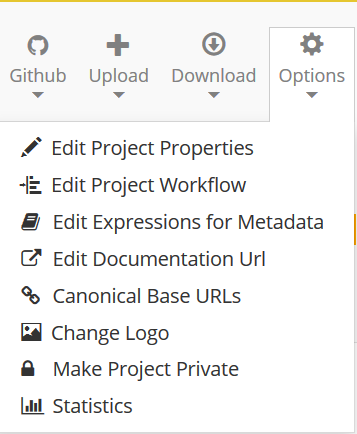 Github Upload Download Options
Edit Project Properties
Edit Project Workflow
Edit Expressions for Metadata
Edit Documentation Url
Canonical Base URLs
Change Logo
Make Project Private
Statistics